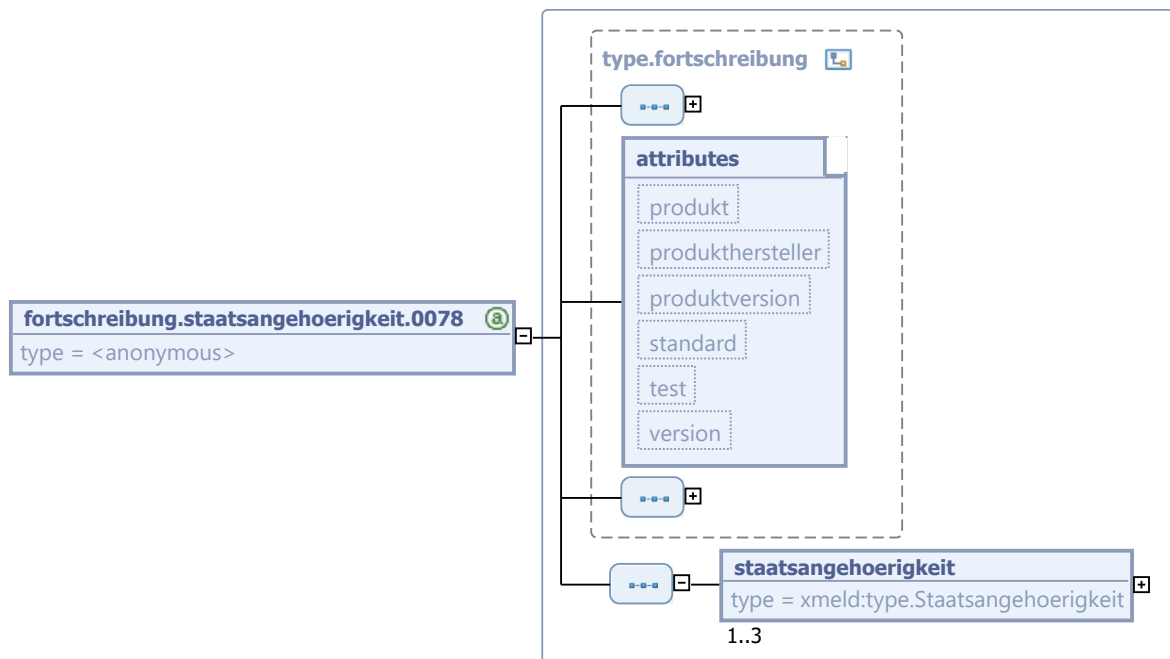 type.fortschreibung
attributes
produkt
produkthersteller
produktversion
standard
test
version
fortschreibung.staatsangehoerigkeit.0078 a
type = <anonymous>
staatsangehoerigkeit
type = xmeld:type.Staatsangehoerigkeit
1..3